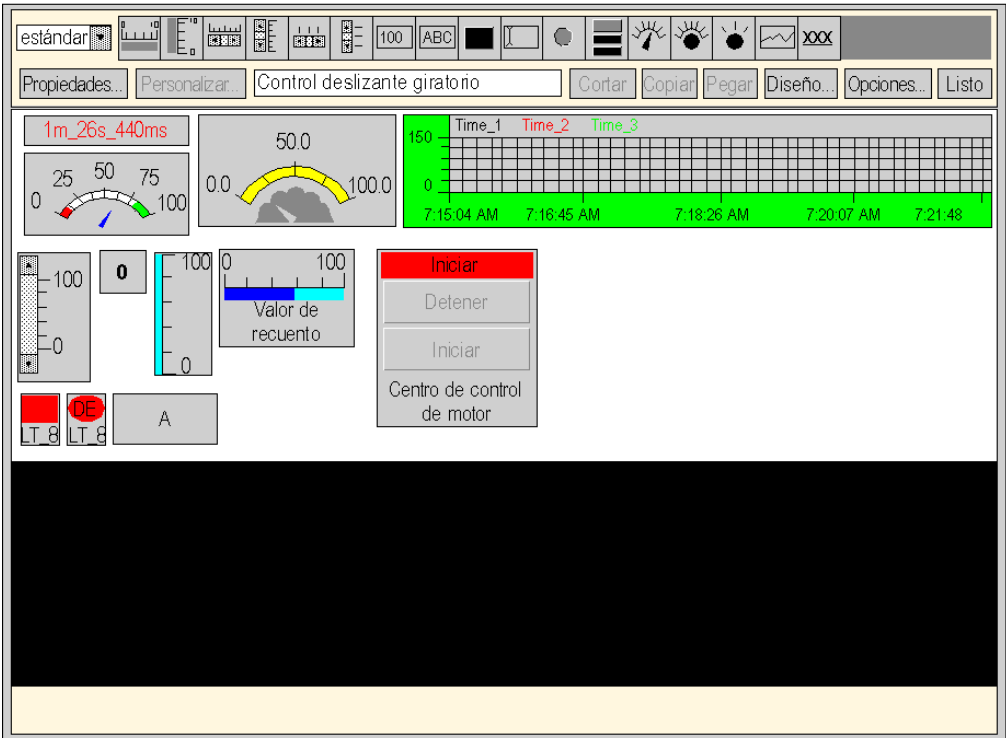 estándar 100 ABC XXX
Propiedades... Personalizar... Control deslizante giratorio Cortar Copiar Pegar Diseño... Opciones... Listo
1m_26s_440ms
0 25 50 75 100
0.0 50.0 100.0
Time_1 Time_2 Time_3
150
0
7:15:04 AM 7:16:45 AM 7:18:26 AM 7:20:07 AM 7:21:48
100
0
0
100
0
0 100
Valor de
recuento
Iniciar
Detener
Iniciar
Centro de control
de motor
LT_8
DE
LT_8
A